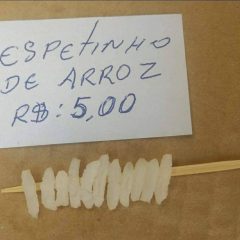 ESPETINHO
DE ARROZ
R$: 5,00